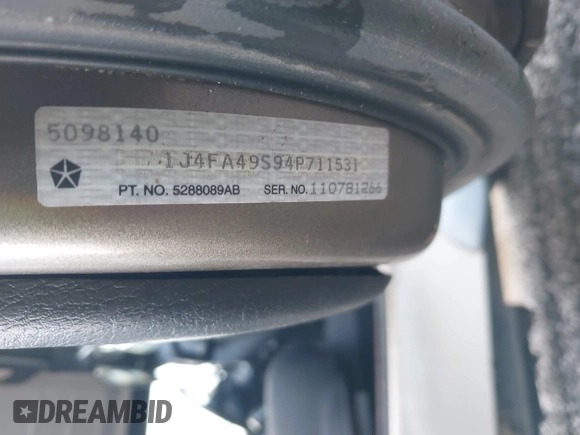 5098140
1J4FA49S94P711531
PT. NO. 5288089AB SER. NO. 110781266
DREAMBID